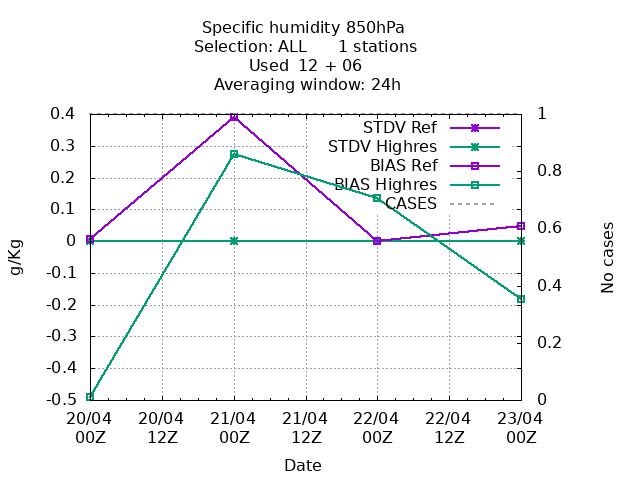 Specific humidity 850hPa
Selection: ALL 1 stations
Used 12 + 06
Averaging window: 24h
0.4
0.3
0.2
0.1
0
-0.1
-0.2
-0.3
-0.4
-0.5
g/Kg
STDV Ref
STDV Highres
BIAS Ref
BIAS Highres
CASES
1
0.8
0.6
0.4
0.2
0
No cases
20/04 20/04 21/04 21/04 22/04 22/04 23/04
00Z 12Z 00Z 12Z 00Z 12Z 00Z
Date